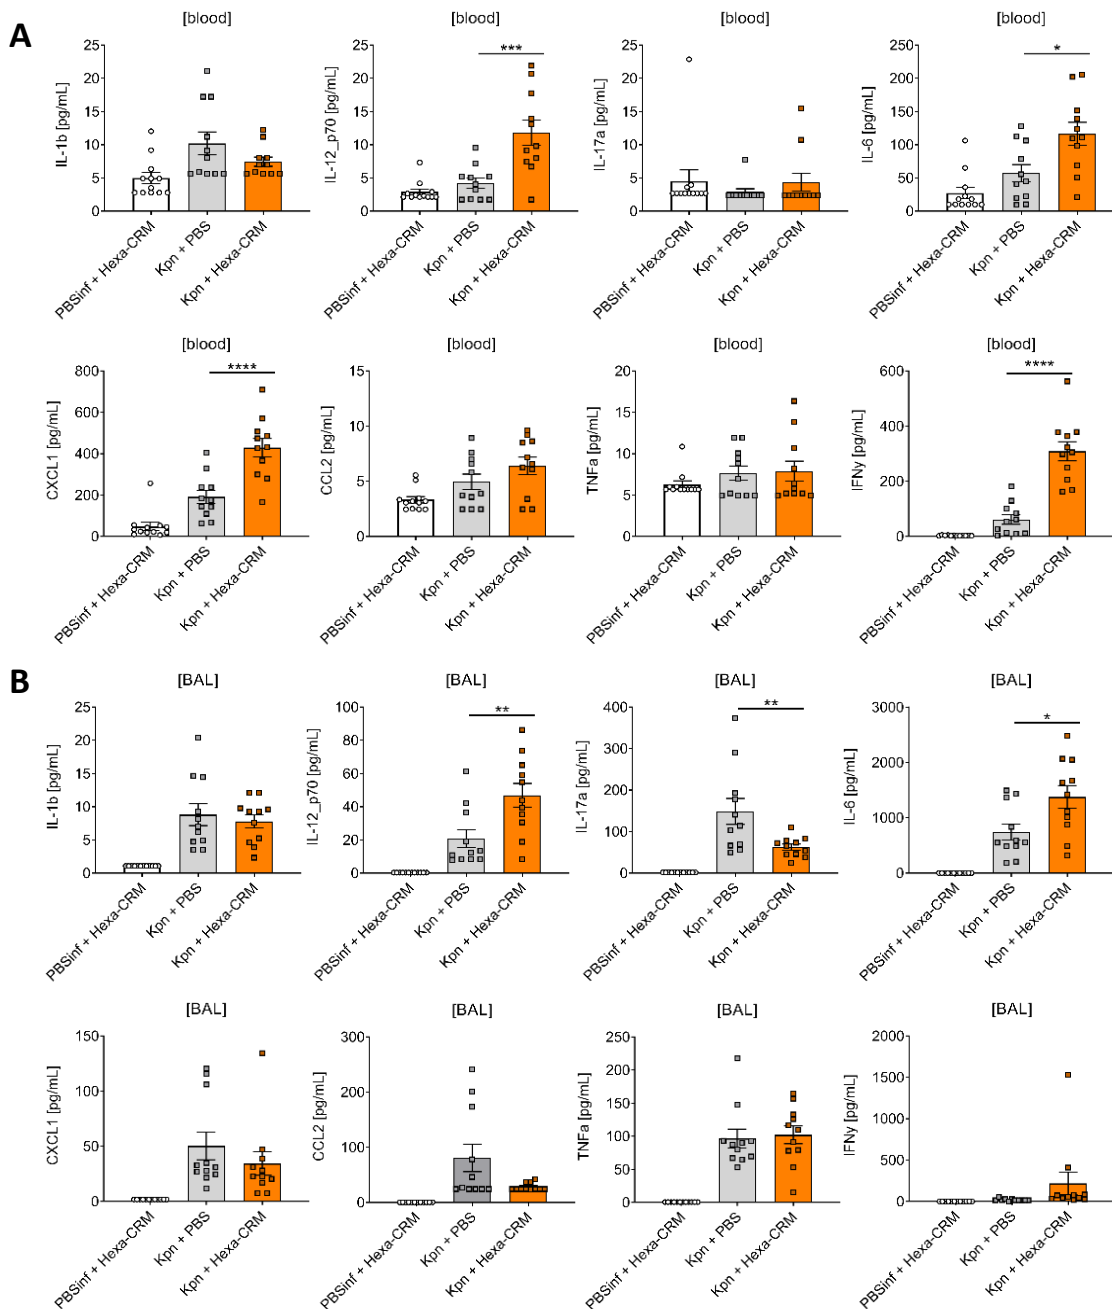 A
[blood]
IL-1b [pg/mL]
25
20
15
10
5
0
PBSinf + Hexa-CRM
Kpn + PBS
Kpn + Hexa-CRM
[blood]
IL-12_p70 [pg/mL]
25
20
15
10
5
0
***
PBSinf + Hexa-CRM
Kpn + PBS
Kpn + Hexa-CRM
[blood]
IL-17a [pg/mL]
25
20
15
10
5
0
PBSinf + Hexa-CRM
Kpn + PBS
Kpn + Hexa-CRM
[blood]
IL-6 [pg/mL]
250
200
150
100
50
0
*
PBSinf + Hexa-CRM
Kpn + PBS
Kpn + Hexa-CRM
[blood]
CXCL1 [pg/mL]
800
600
400
200
0
****
PBSinf + Hexa-CRM
Kpn + PBS
Kpn + Hexa-CRM
[blood]
CCL2 [pg/mL]
15
10
5
0
PBSinf + Hexa-CRM
Kpn + PBS
Kpn + Hexa-CRM
[blood]
TNFa [pg/mL]
20
15
10
5
0
PBSinf + Hexa-CRM
Kpn + PBS
Kpn + Hexa-CRM
[blood]
IFNy [pg/mL]
600
400
200
0
****
PBSinf + Hexa-CRM
Kpn + PBS
Kpn + Hexa-CRM
B
[BAL]
IL-1b [pg/mL]
25
20
15
10
5
0
PBSinf + Hexa-CRM
Kpn + PBS
Kpn + Hexa-CRM
[BAL]
IL-12_p70 [pg/mL]
100
80
60
40
20
0
**
PBSinf + Hexa-CRM
Kpn + PBS
Kpn + Hexa-CRM
[BAL]
IL-17a [pg/mL]
400
300
200
100
0
**
PBSinf + Hexa-CRM
Kpn + PBS
Kpn + Hexa-CRM
[BAL]
IL-6 [pg/mL]
3000
2000
1000
0
*
PBSinf + Hexa-CRM
Kpn + PBS
Kpn + Hexa-CRM
[BAL]
CXCL1 [pg/mL]
150
100
50
0
PBSinf + Hexa-CRM
Kpn + PBS
Kpn + Hexa-CRM
[BAL]
CCL2 [pg/mL]
300
200
100
0
PBSinf + Hexa-CRM
Kpn + PBS
Kpn + Hexa-CRM
[BAL]
TNFa [pg/mL]
250
200
150
100
50
0
PBSinf + Hexa-CRM
Kpn + PBS
Kpn + Hexa-CRM
[BAL]
IFNy [pg/mL]
2000
1500
1000
500
0
PBSinf + Hexa-CRM
Kpn + PBS
Kpn + Hexa-CRM